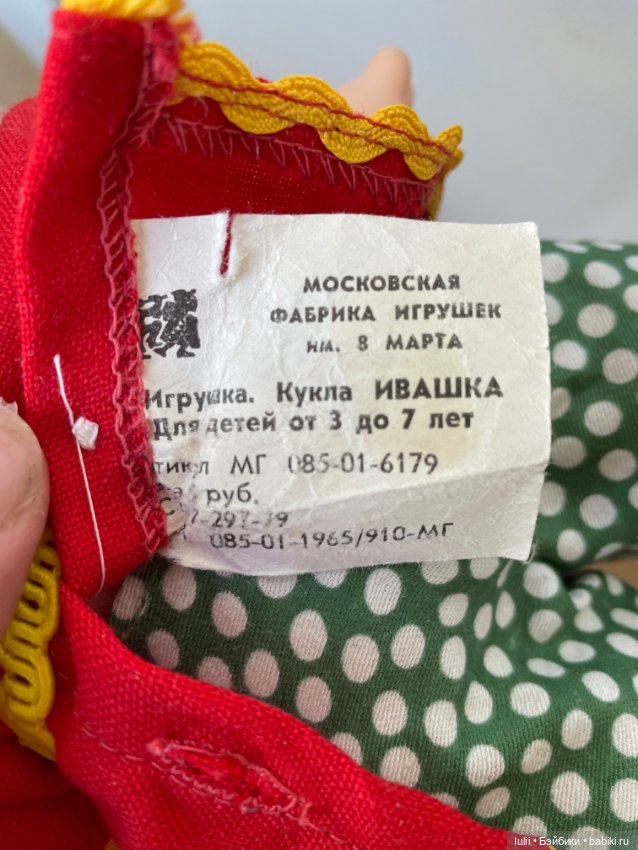 МОСКОВСКАЯ
ФАБРИКА ИГРУШЕК
им. 8 МАРТА
Игрушка. Кукла ИВАШКА
Для детей от 3 до 7 лет
МГ 085-01-6179
руб.
085-01-1965/910-МГ
lulii • Бэйбики • babiki.ru